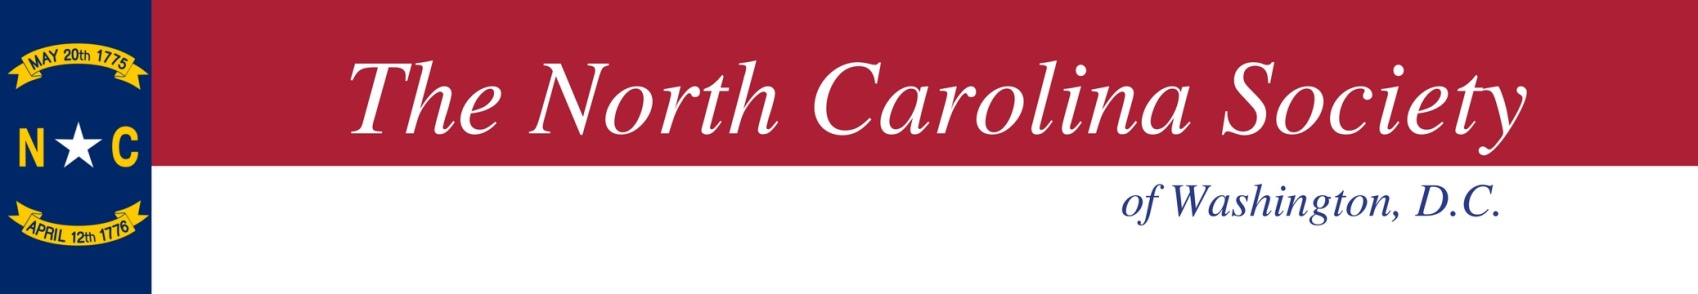 MAY 20th 1775
N ★ C
APRIL 12th 1776
The North Carolina Society
of Washington, D.C.